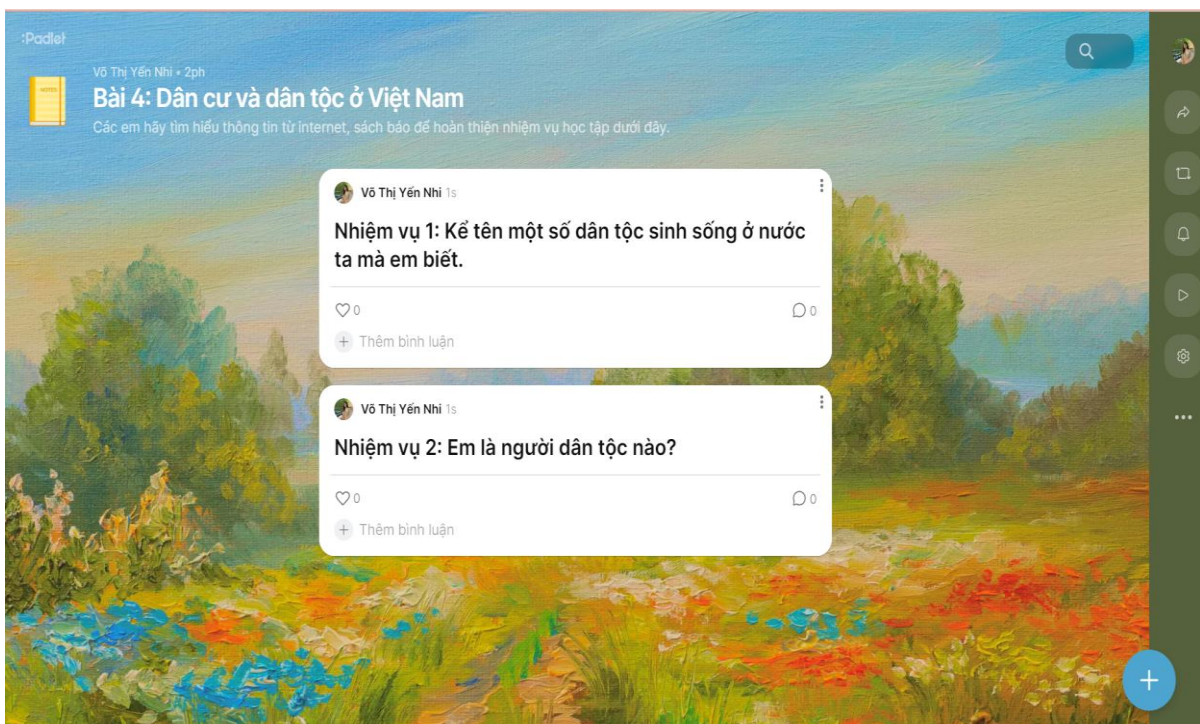 :Padlet
Võ Thị Yến Nhi • 2ph
Bài 4: Dân cư và dân tộc ở Việt Nam
Các em hãy tìm hiểu thông tin từ internet, sách báo để hoàn thiện nhiệm vụ học tập dưới đây.
Võ Thị Yến Nhi 1s
Nhiệm vụ 1: Kể tên một số dân tộc sinh sống ở nước
ta mà em biết.
0 0
+ Thêm bình luận
Võ Thị Yến Nhi 1s
Nhiệm vụ 2: Em là người dân tộc nào?
0 0
+ Thêm bình luận